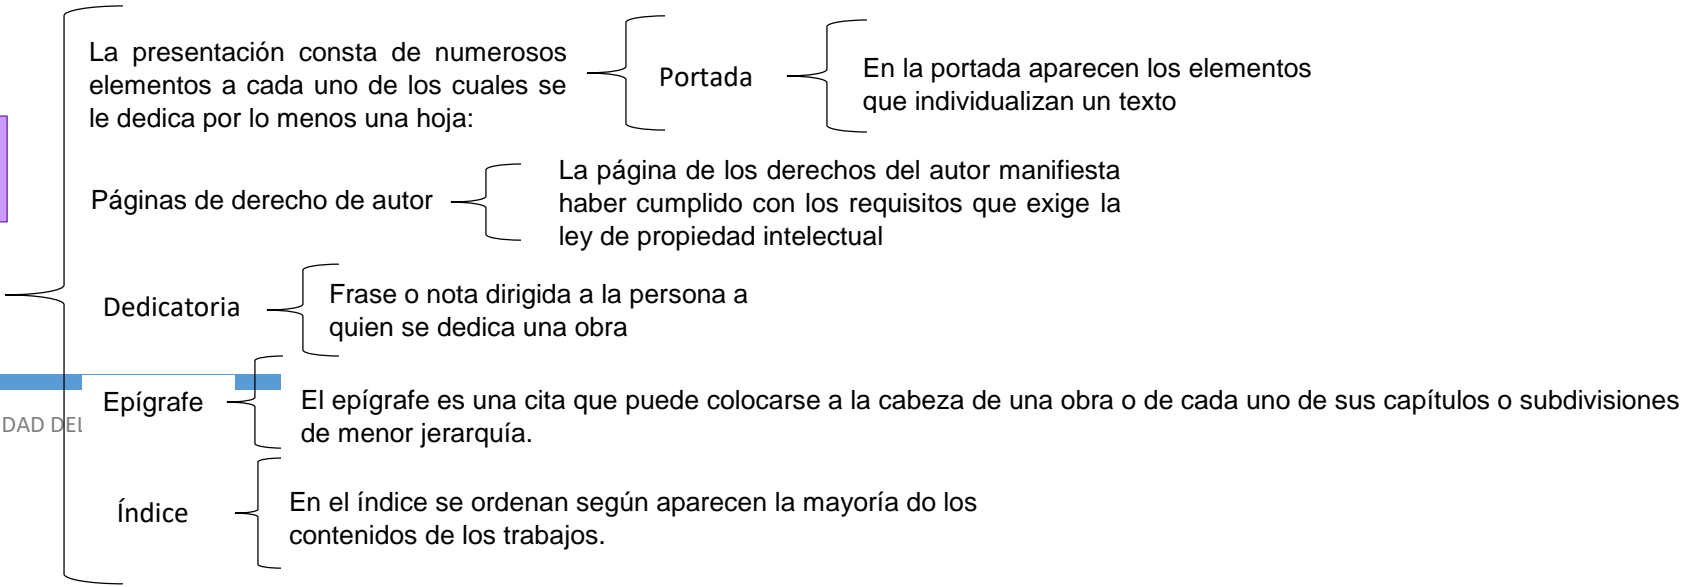 La presentación consta de numerosos
elementos a cada uno de los cuales se
le dedica por lo menos una hoja:
Portada
En la portada aparecen los elementos
que individualizan un texto
Páginas de derecho de autor
La página de los derechos del autor manifiesta
haber cumplido con los requisitos que exige la
ley de propiedad intelectual
Dedicatoria
Frase o nota dirigida a la persona a
quien se dedica una obra
Epígrafe
El epígrafe es una cita que puede colocarse a la cabeza de una obra o de cada uno de sus capítulos o subdivisiones
de menor jerarquía.
DAD DEL
Índice
En el índice se ordenan según aparecen la mayoría do los
contenidos de los trabajos.